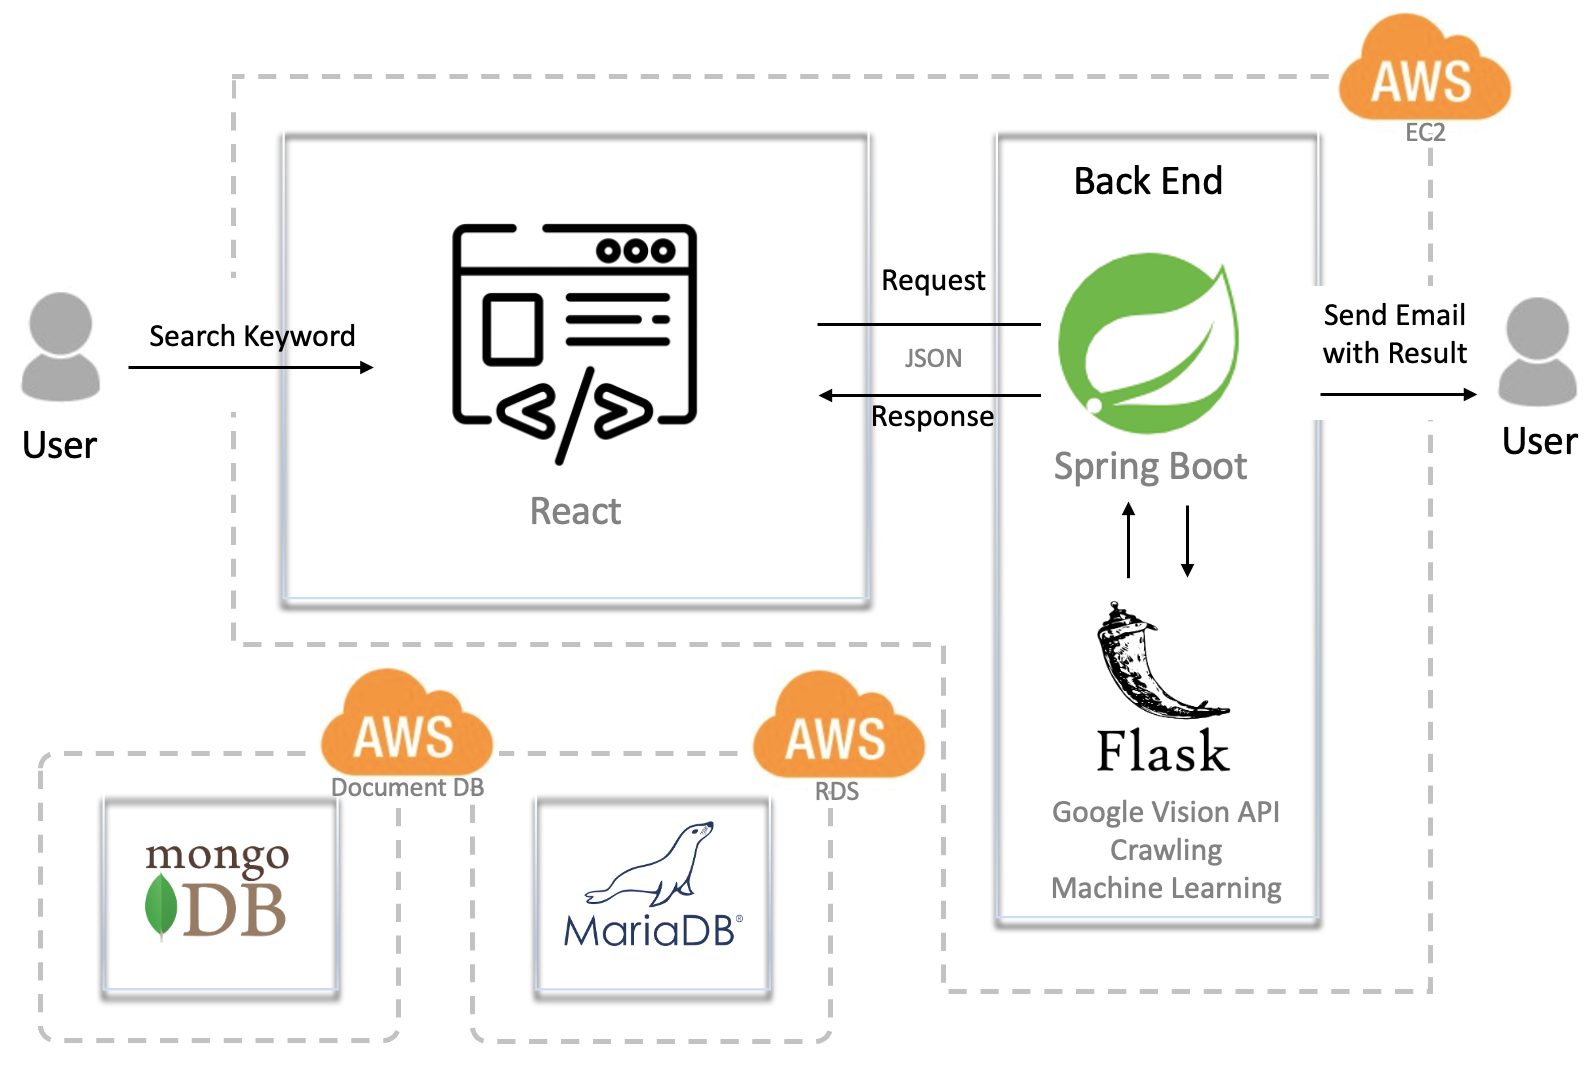 AWS
EC2
Back End
Request
Search Keyword
JSON
Response
Send Email
with Result
User
User
Spring Boot
React
Flask
Google Vision API
Crawling
Machine Learning
AWS
Document DB
mongo
DB
AWS
RDS
MariaDB®